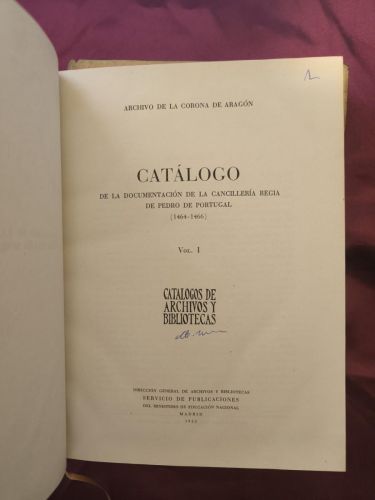 ARCHIVO DE LA CORONA DE ARAGÓN
CATÁLOGO
DE LA DOCUMENTACIÓN DE LA CANCILLERÍA REGIA
DE PEDRO DE PORTUGAL
(1464-1466)
VOL. I
CATALOGOS DE
ARCHIVOS Y
BIBLIOTECAS
DIRECCIÓN GENERAL DE ARCHIVOS Y BIBLIOTECAS
SERVICIO DE PUBLICACIONES
DEL MINISTERIO DE EDUCACIÓN NACIONAL
MADRID